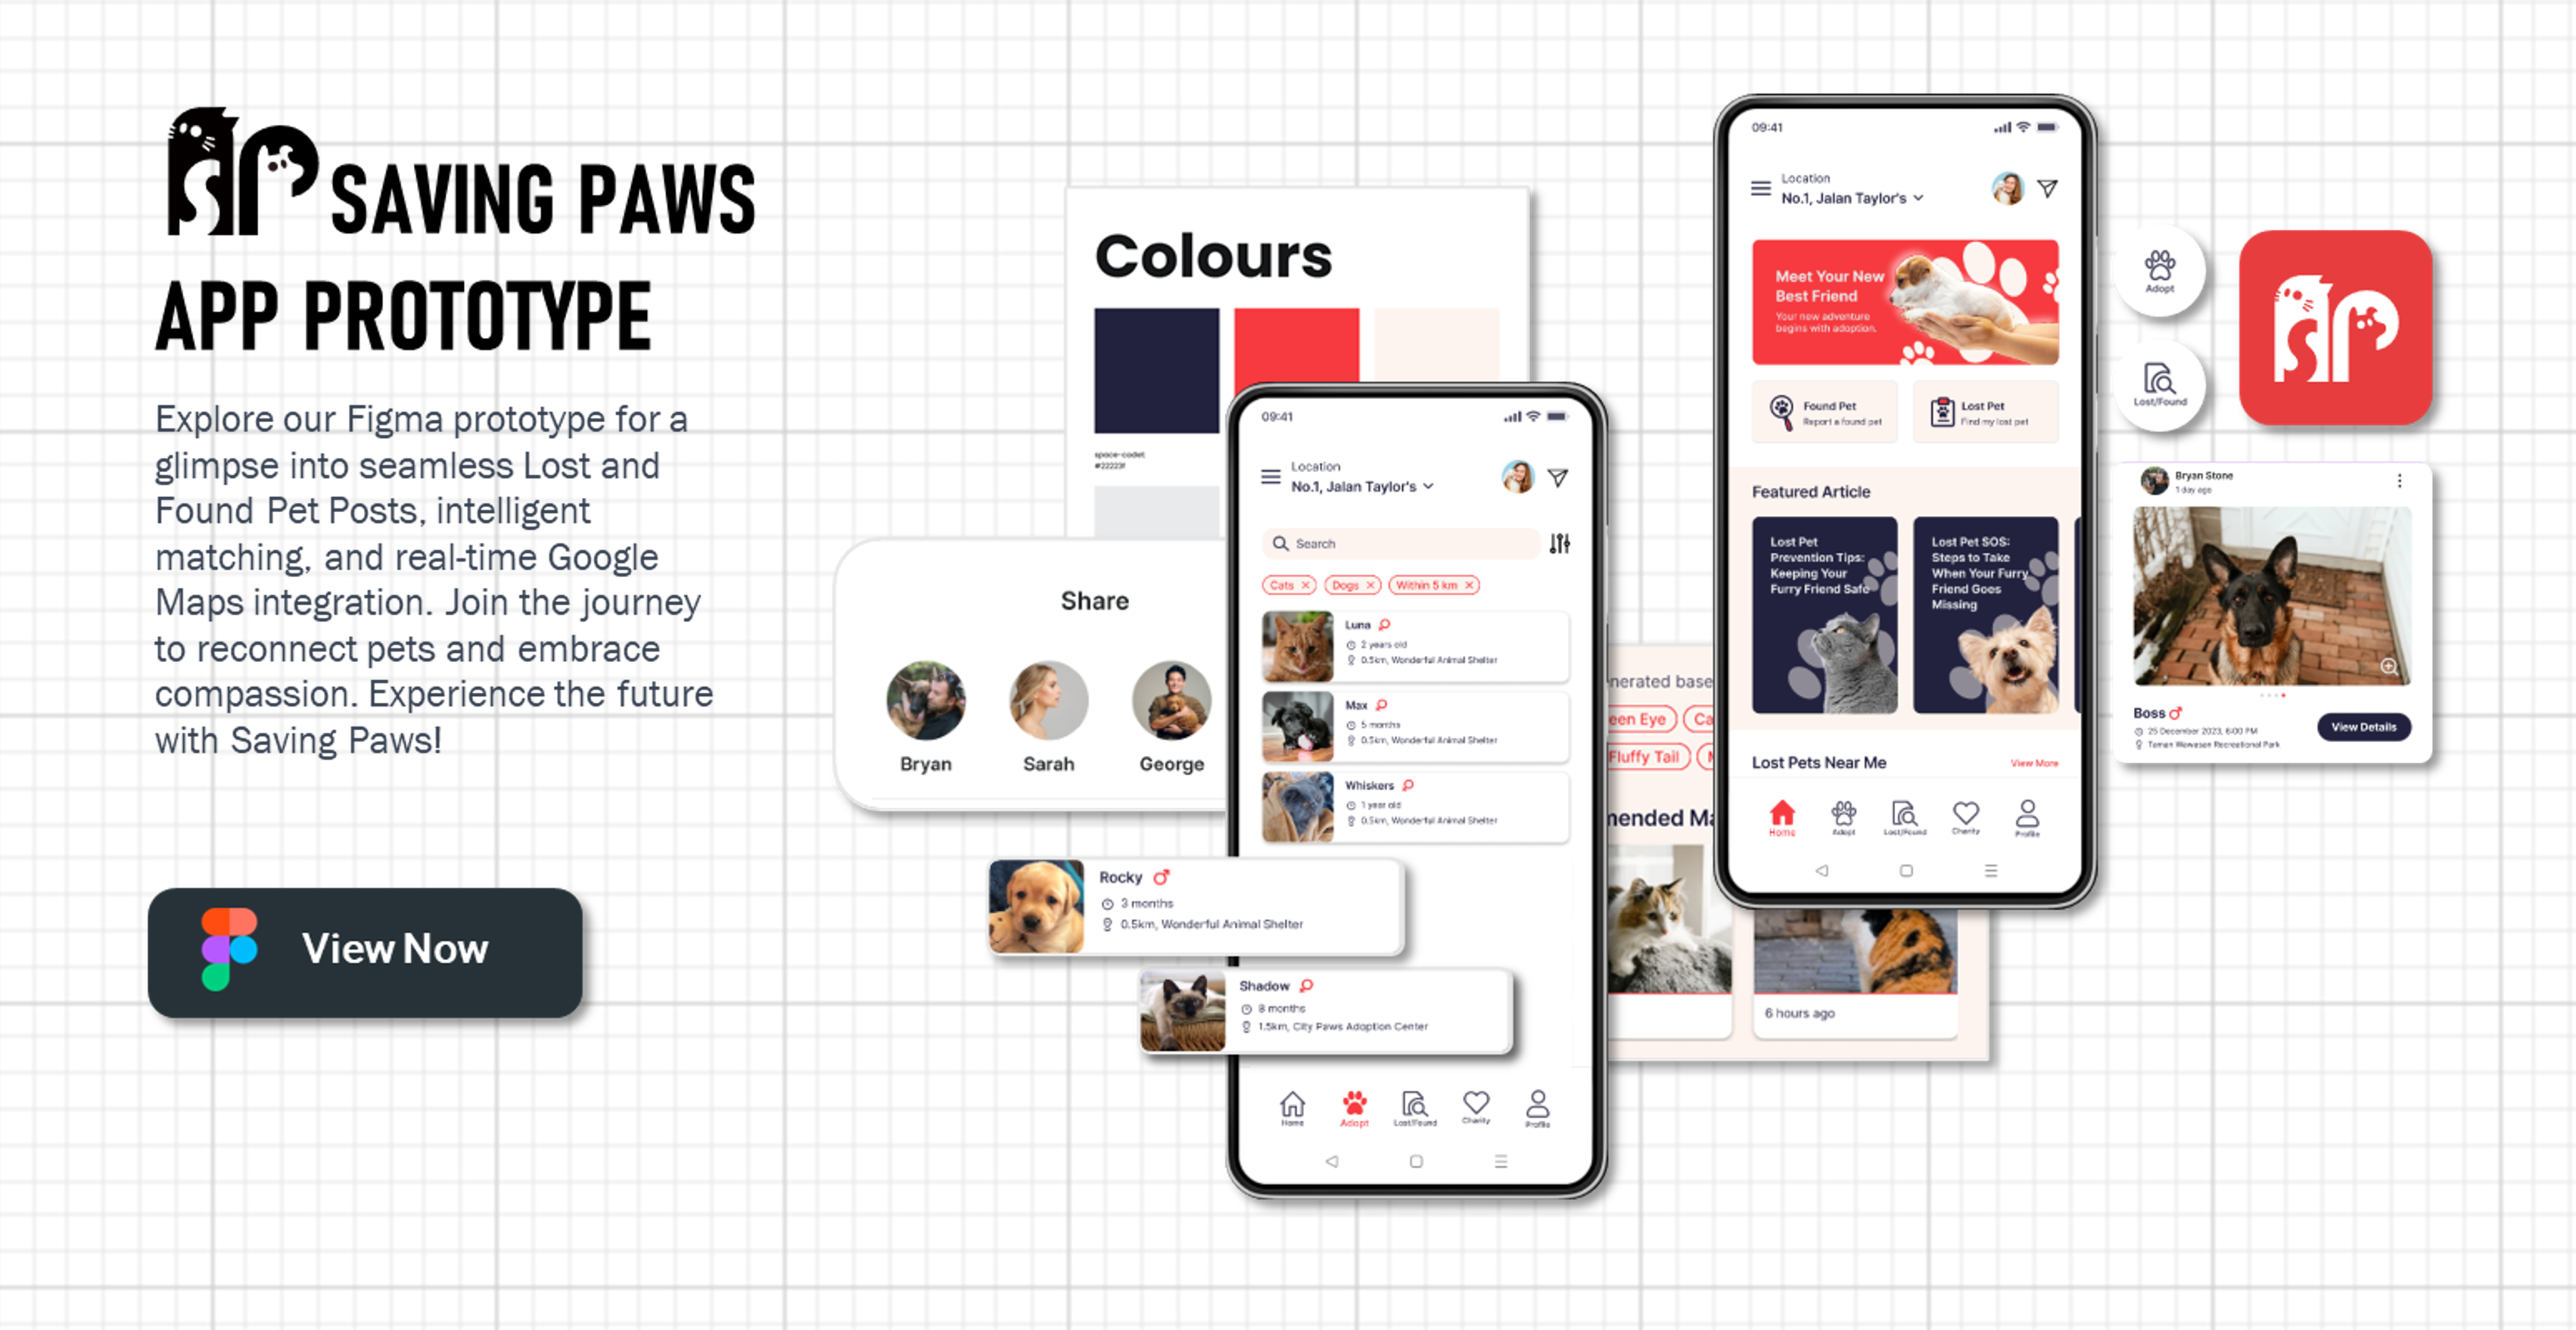 SAVING PAWS
APP PROTOTYPE
Explore our Figma prototype for a
glimpse into seamless Lost and
Found Pet Posts, intelligent
matching, and real-time Google
Maps integration. Join the journey
to reconnect pets and embrace
compassion. Experience the future
with Saving Paws!
View Now
Colours
space-cadet
#22223f
Share
Bryan
Sarah
George
09:41
Location
No.1, Jalan Taylor's
Search
Cats
Dogs
Within 5 km
Luna
2 years old
0.5km, Wonderful Animal Shelter
Max
5 months
0.5km, Wonderful Animal Shelter
Whiskers
1 year old
0.5km, Wonderful Animal Shelter
Rocky
3 months
0.5km, Wonderful Animal Shelter
Shadow
8 months
1.5km, City Paws Adoption Center
Home
Adopt
Lost/Found
Charity
Profile
nerated base
een Eye
Ca
Fluffy Tail
6 hours ago
09:41
Location
No.1, Jalan Taylor's
Meet Your New
Best Friend
Your new adventure
begins with adoption.
Found Pet
Report a found pet
Lost Pet
Find my lost pet
Featured Article
Lost Pet
Prevention Tips:
Keeping Your
Furry Friend Safe
Lost Pet SOS:
Steps to Take
When Your Furry
Friend Goes
Missing
Lost Pets Near Me
View More
Home
Adopt
Lost/Found
Charity
Profile
Adopt
Lost/Found
SP
Bryan Stone
1 day ago
Boss
25 December 2023, 6:00 PM
Taman Wawasan Recreational Park
View Details